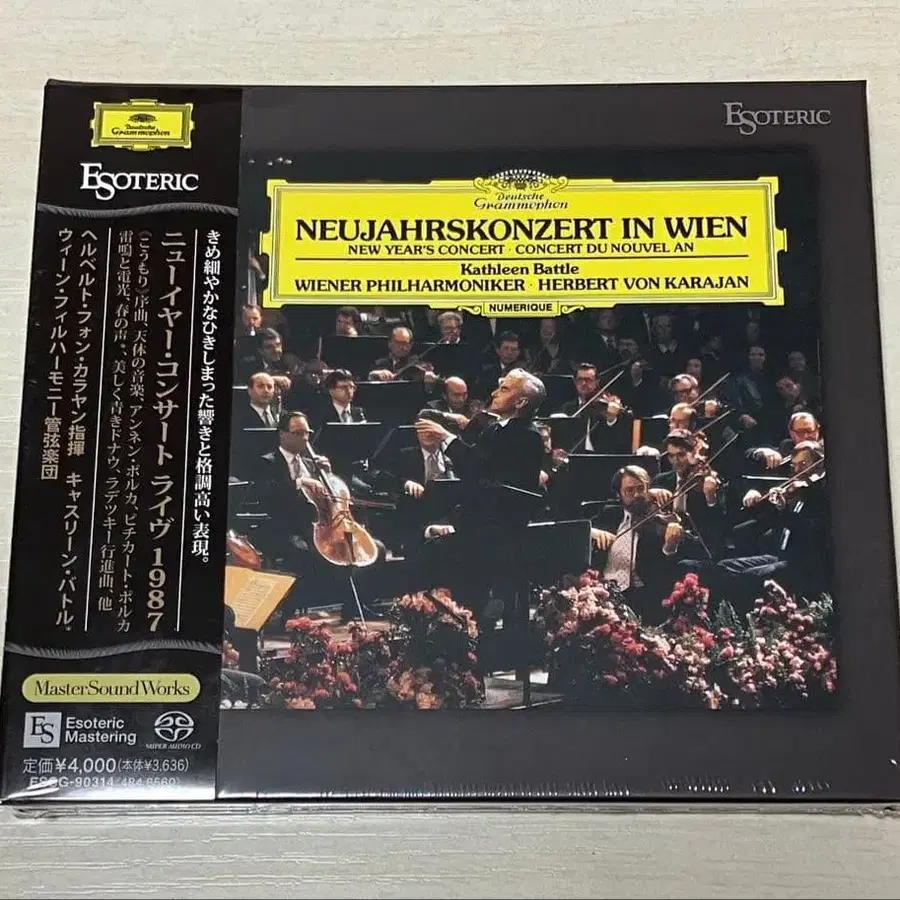 Deutsche
Grammophon
ESOTERIC
きめ細やかなひきしまった響きと格調高い表現。
ニューイヤー・コンサート ライヴ 1987
《こうもり》序曲、天体の音楽、アンネン・ポルカ、ピチカート・ポルカ
雷鳴と電光、春の声*、美しく青きドナウ、ラデツキー行進曲、他
ヘルベルト・フォン・カラヤン指揮 キャスリーン・バトル*
ウィーン・フィルハーモニー管弦楽団
MasterSoundWorks
ES
Esoteric
Mastering
SUPER AUDIO CD
定価¥4,000(本体¥3,636)
ESGG-90314 (484 8560)
ESOTERIC
Deutsche
Grammophon
NEUJAHRSKONZERT IN WIEN
NEW YEAR'S CONCERT · CONCERT DU NOUVEL AN
Kathleen Battle
WIENER PHILHARMONIKER · HERBERT VON KARAJAN
NUMERIQUE